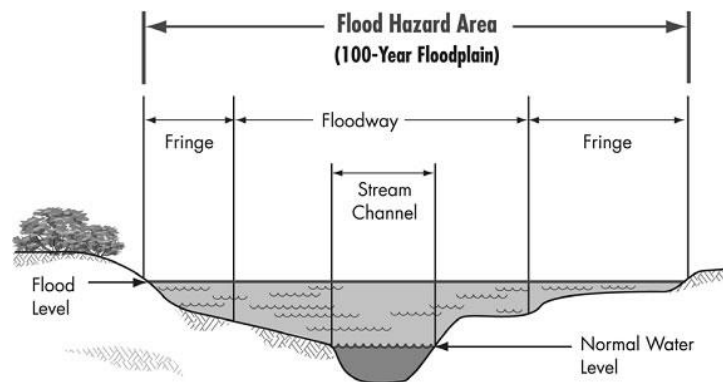 Flood Hazard Area
(100-Year Floodplain)
Fringe
Floodway
Fringe
Stream
Channel
Flood
Level
Normal Water
Level